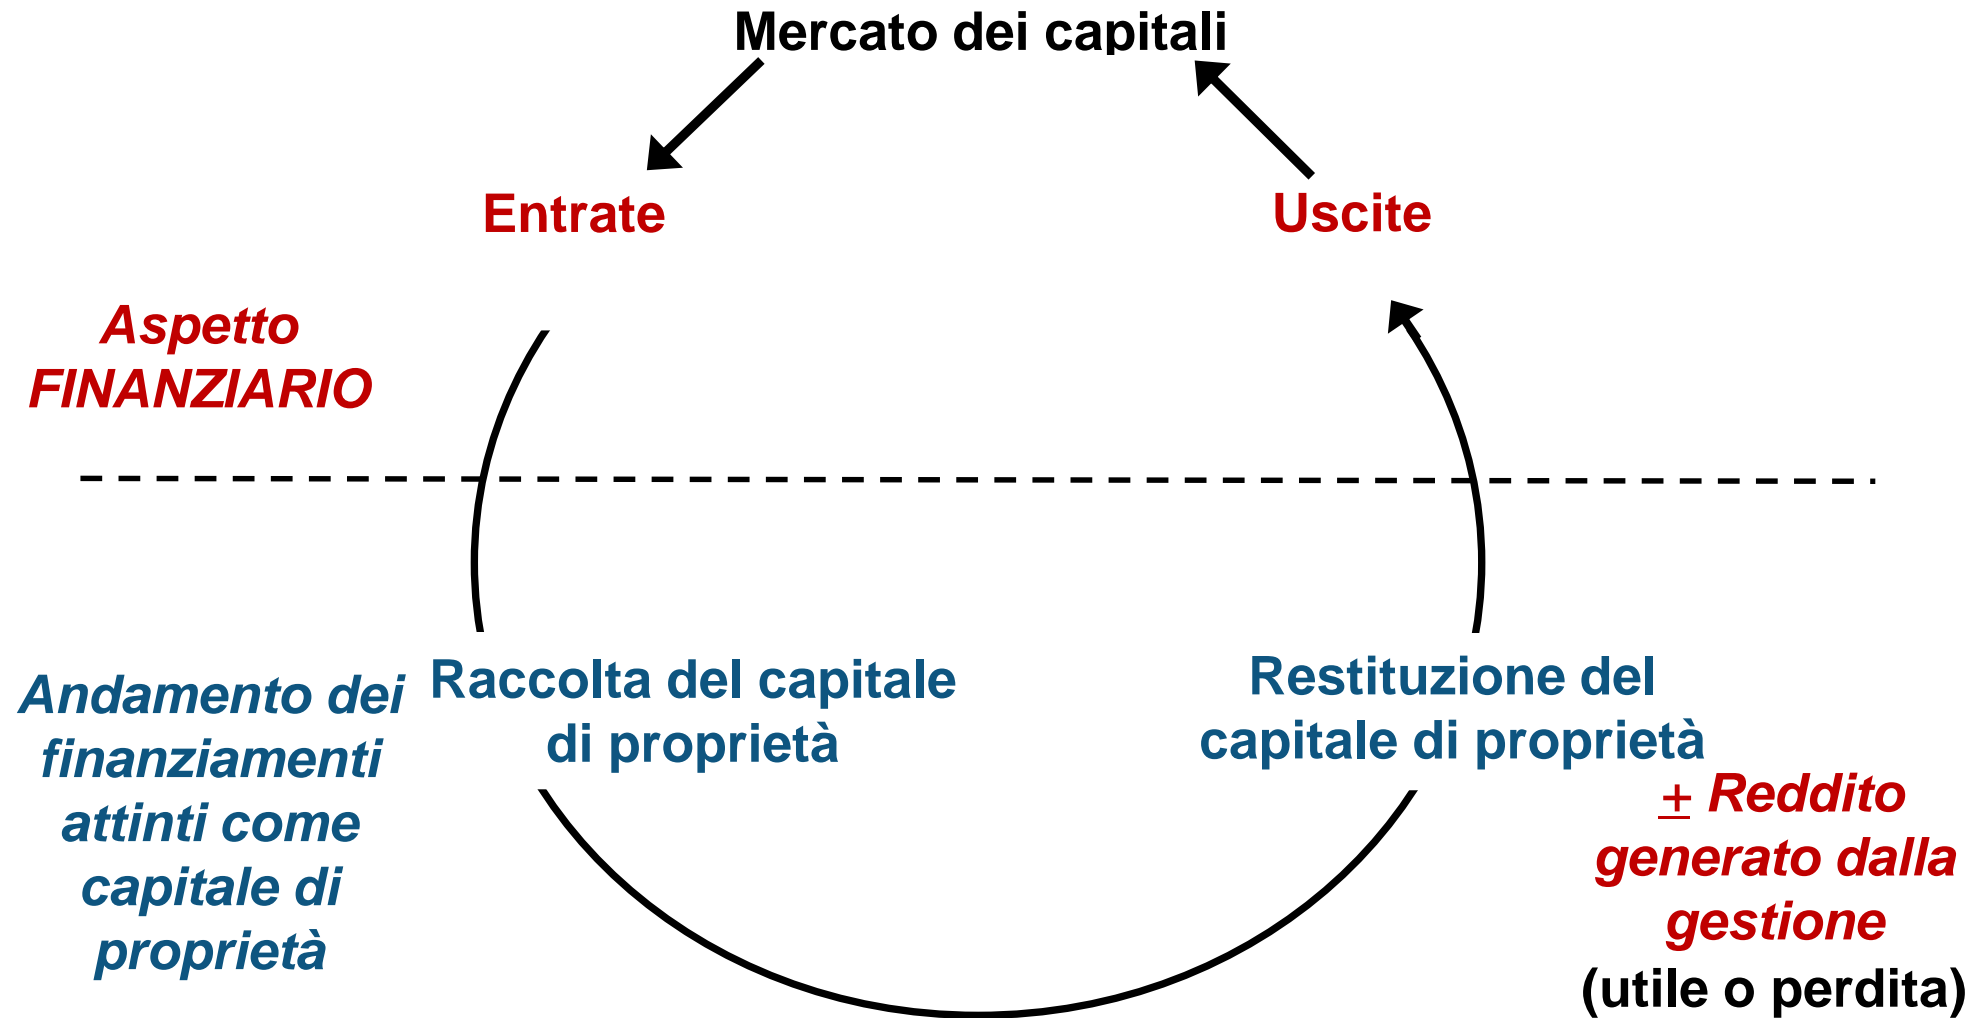 Mercato dei capitali
Entrate
Uscite
Aspetto
FINANZIARIO
Andamento dei
finanziamenti
attinti come
capitale di
proprietà
Raccolta del capitale
di proprietà
Restituzione del
capitale di proprietà
± Reddito
generato dalla
gestione
(utile o perdita)